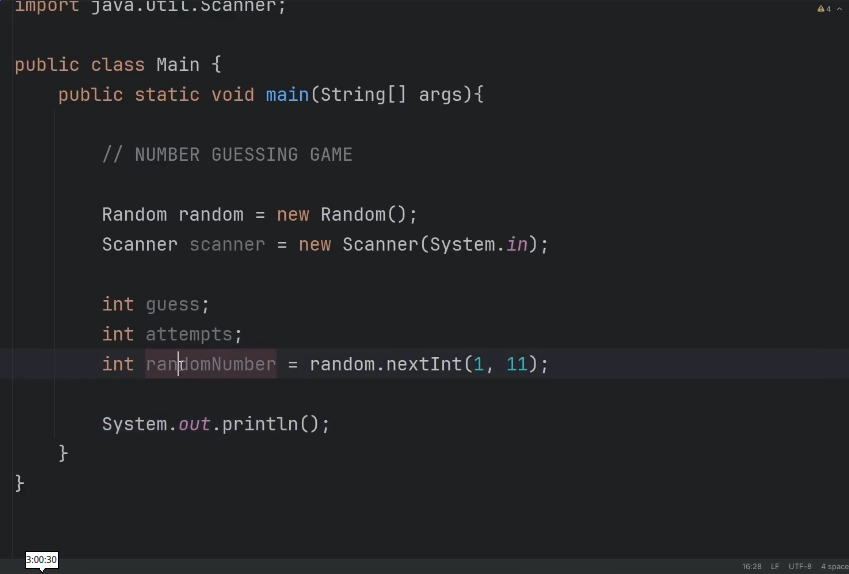 import java.util.Scanner;
4
public class Main {
public static void main(String[] args){
// NUMBER GUESSING GAME
Random random = new Random();
Scanner scanner = new Scanner(System.in);
int guess;
int attempts;
int randomNumber = random.nextInt(1, 11);
System.out.println();
}
}
3:00:30
16:28 LF UTF-8 4 space